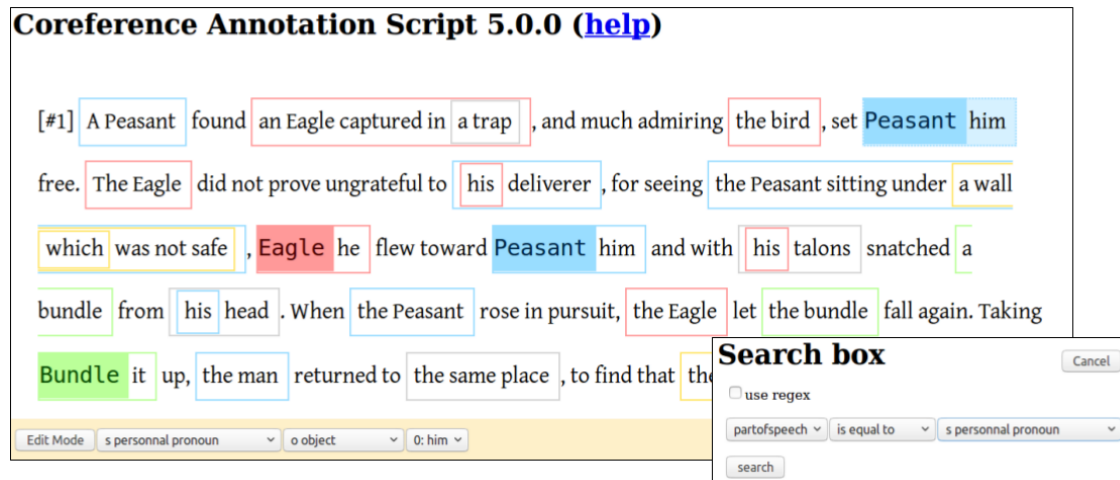 Coreference Annotation Script 5.0.0 (help)
[#1] A Peasant found an Eagle captured in a trap , and much admiring the bird , set Peasant him
free. The Eagle did not prove ungrateful to his deliverer , for seeing the Peasant sitting under a wall
which was not safe , Eagle he flew toward Peasant him and with his talons snatched a
bundle from his head . When the Peasant rose in pursuit, the Eagle let the bundle fall again. Taking
Bundle it up, the man returned to the same place , to find that the
Edit Mode s personnal pronoun o object 0: him
Search box
Cancel
use regex
partofspeech is equal to s personnal pronoun
search